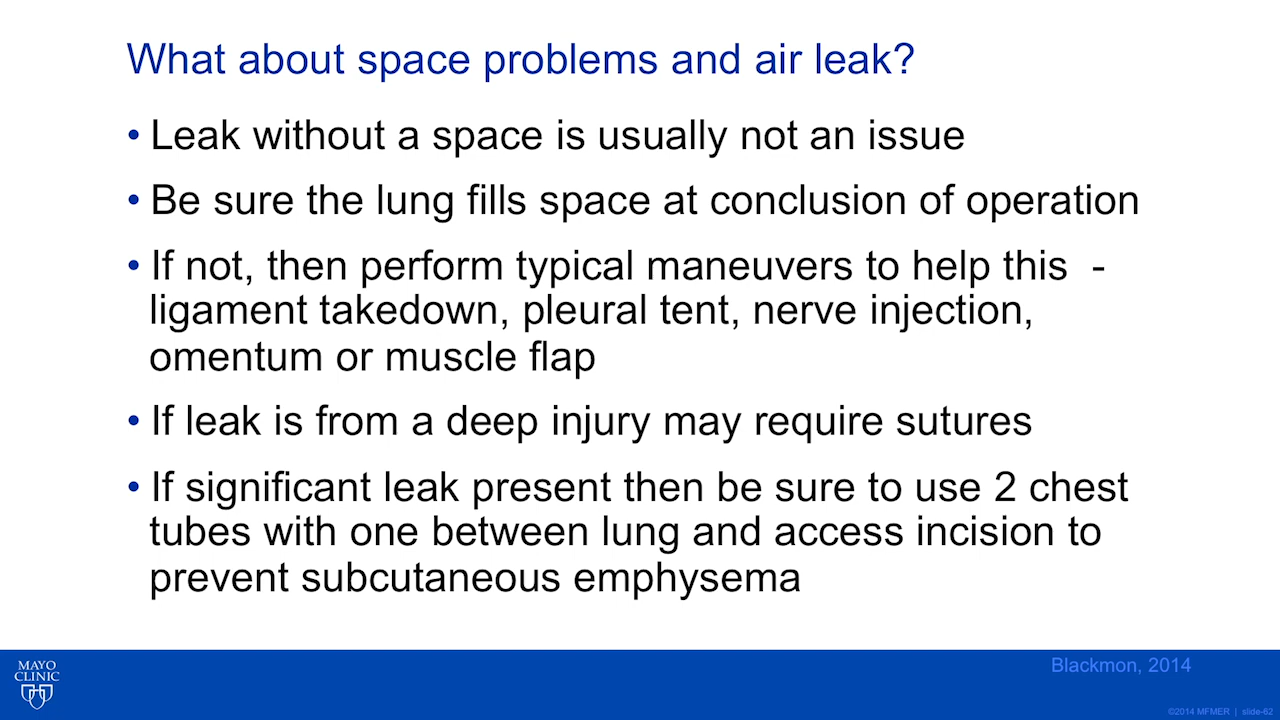 What about space problems and air leak?
• Leak without a space is usually not an issue
• Be sure the lung fills space at conclusion of operation
• If not, then perform typical maneuvers to help this -
ligament takedown, pleural tent, nerve injection,
omentum or muscle flap
• If leak is from a deep injury may require sutures
• If significant leak present then be sure to use 2 chest
tubes with one between lung and access incision to
prevent subcutaneous emphysema
MAYO
CLINIC
Blackmon, 2014
©2014 MFMER | slide-62